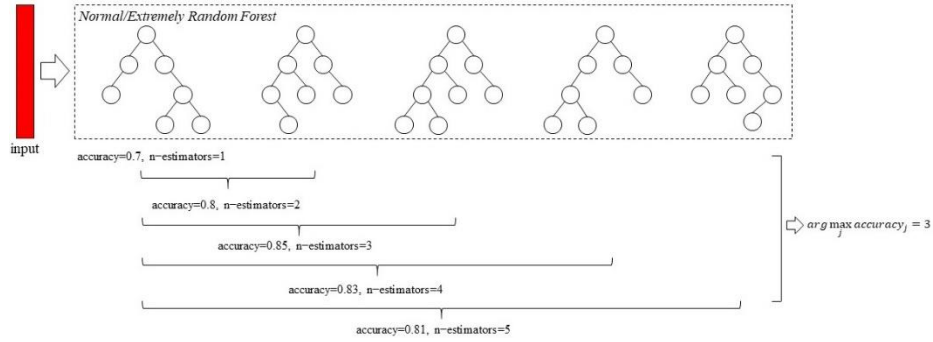 Normal/Extremely Random Forest
input
accuracy=0.7, n−estimators=1
accuracy=0.8, n−estimators=2
accuracy=0.85, n−estimators=3
accuracy=0.83, n−estimators=4
accuracy=0.81, n−estimators=5
arg max_j accuracy_j = 3